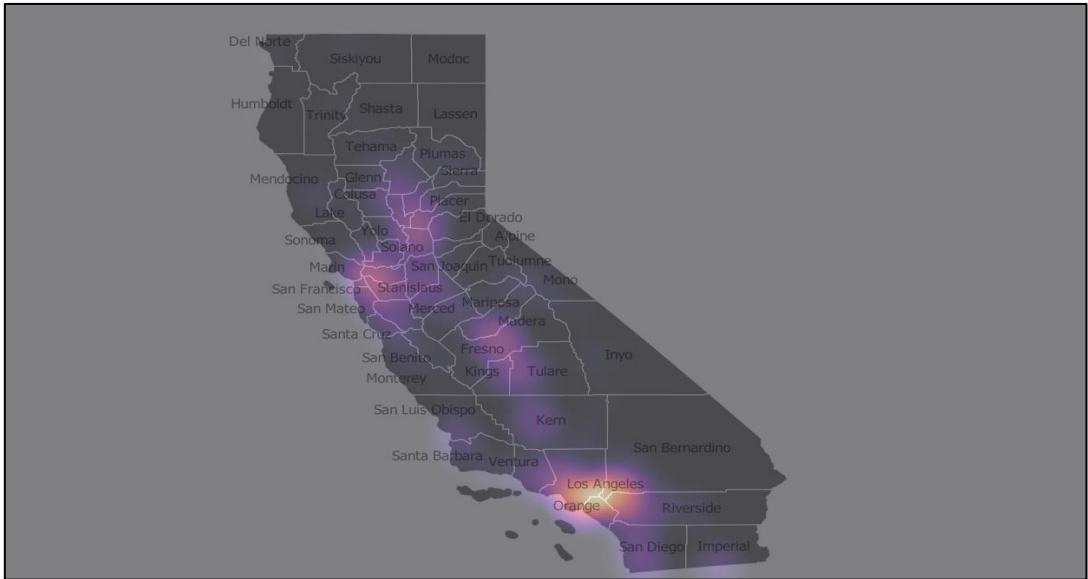 Del Norte
Siskiyou
Modoc
Humboldt
Trinity
Shasta
Lassen
Tehama
Plumas
Mendocino
Glenn
Sierra
Colusa
Placer
Lake
El Dorado
Yolo
Alpine
Sonoma
Solano
Marin
San Joaquin
Tuolumne
Mono
San Francisco
Stanislaus
San Mateo
Merced
Mariposa
Madera
Santa Cruz
Fresno
San Benito
Inyo
Monterey
Kings
Tulare
San Luis Obispo
Kern
San Bernardino
Santa Barbara
Ventura
Los Angeles
Orange
Riverside
San Diego
Imperial